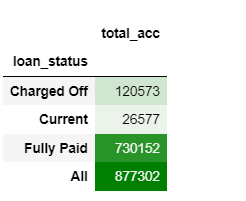 total_acc
loan_status
Charged Off 120573
Current 26577
Fully Paid 730152
All 877302